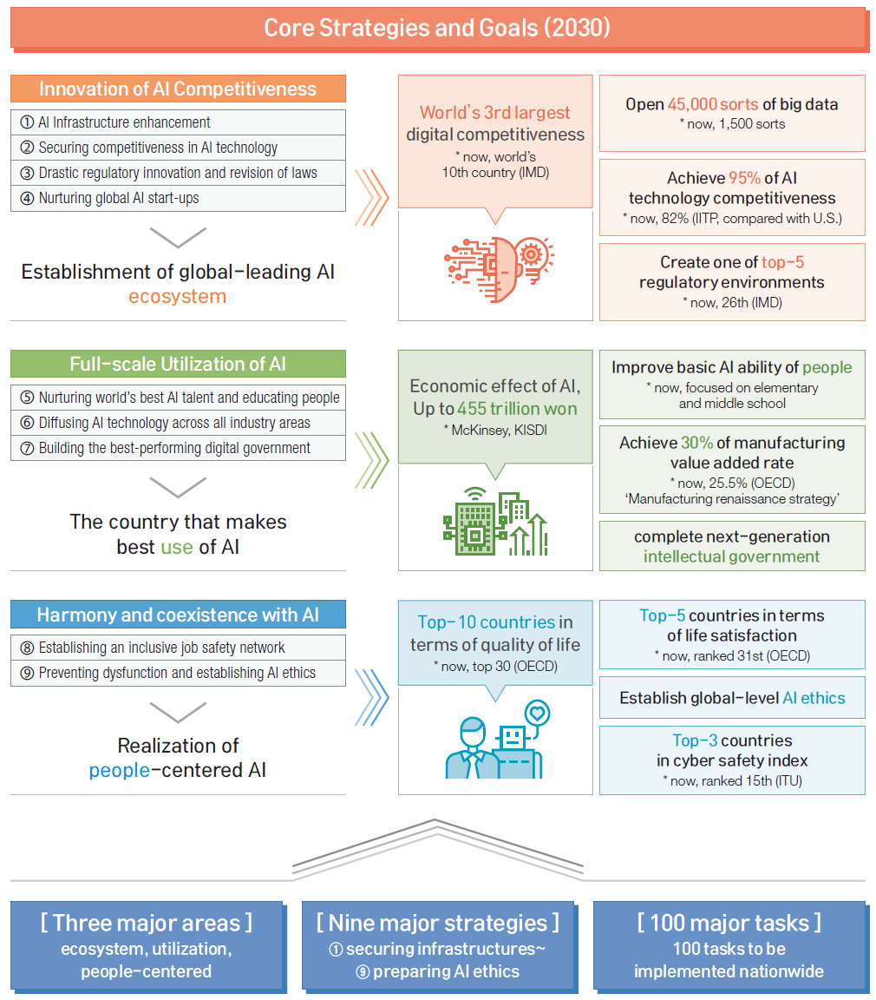 Core Strategies and Goals (2030)
Innovation of AI Competitiveness
① AI Infrastructure enhancement
② Securing competitiveness in AI technology
③ Drastic regulatory innovation and revision of laws
④ Nurturing global AI start-ups
Establishment of global-leading AI
ecosystem
World's 3rd largest
digital competitiveness
* now, world's
10th country (IMD)
Open 45,000 sorts of big data
* now, 1,500 sorts
Achieve 95% of AI
technology competitiveness
* now, 82% (IITP, compared with U.S.)
Create one of top-5
regulatory environments
* now, 26th (IMD)
Full-scale Utilization of AI
⑤ Nurturing world's best AI talent and educating people
⑥ Diffusing AI technology across all industry areas
⑦ Building the best-performing digital government
The country that makes
best use of AI
Economic effect of AI,
Up to 455 trillion won
* McKinsey, KISDI
Improve basic AI ability of people
* now, focused on elementary
and middle school
Achieve 30% of manufacturing
value added rate
* now, 25.5% (OECD)
'Manufacturing renaissance strategy'
complete next-generation
intellectual government
Harmony and coexistence with AI
⑧ Establishing an inclusive job safety network
⑨ Preventing dysfunction and establishing AI ethics
Realization of
people-centered AI
Top-10 countries in
terms of quality of life
* now, top 30 (OECD)
Top-5 countries in terms
of life satisfaction
* now, ranked 31st (OECD)
Establish global-level AI ethics
Top-3 countries
in cyber safety index
* now, ranked 15th (ITU)
[ Three major areas ]
ecosystem, utilization,
people-centered
[ Nine major strategies ]
① securing infrastructures~
⑨ preparing AI ethics
[ 100 major tasks ]
100 tasks to be
implemented nationwide